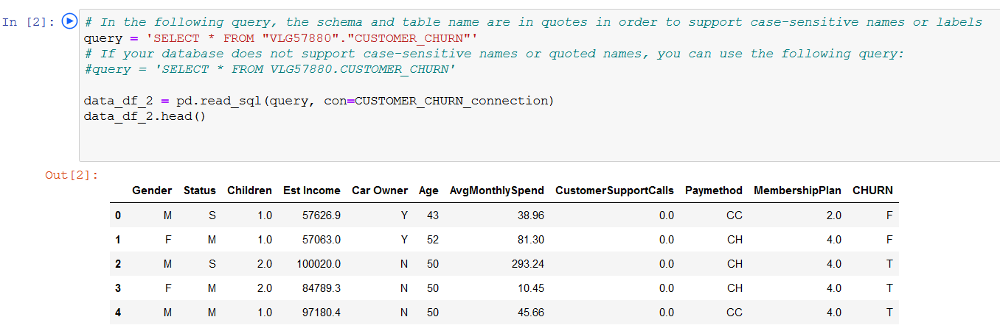 In [2]: # In the following query, the schema and table name are in quotes in order to support case-sensitive names or labels
query = 'SELECT * FROM "VLG57880"."CUSTOMER_CHURN"'
# If your database does not support case-sensitive names or quoted names, you can use the following query:
#query = 'SELECT * FROM VLG57880.CUSTOMER_CHURN'
data_df_2 = pd.read_sql(query, con=CUSTOMER_CHURN_connection)
data_df_2.head()
Out[2]:
Gender Status Children Est Income Car Owner Age AvgMonthlySpend CustomerSupportCalls Paymethod MembershipPlan CHURN
0 M S 1.0 57626.9 Y 43 38.96 0.0 CC 2.0 F
1 F M 1.0 57063.0 Y 52 81.30 0.0 CH 4.0 F
2 M S 2.0 100020.0 N 50 293.24 0.0 CH 4.0 T
3 F M 2.0 84789.3 N 50 10.45 0.0 CH 4.0 T
4 M M 1.0 97180.4 N 50 45.66 0.0 CC 4.0 T